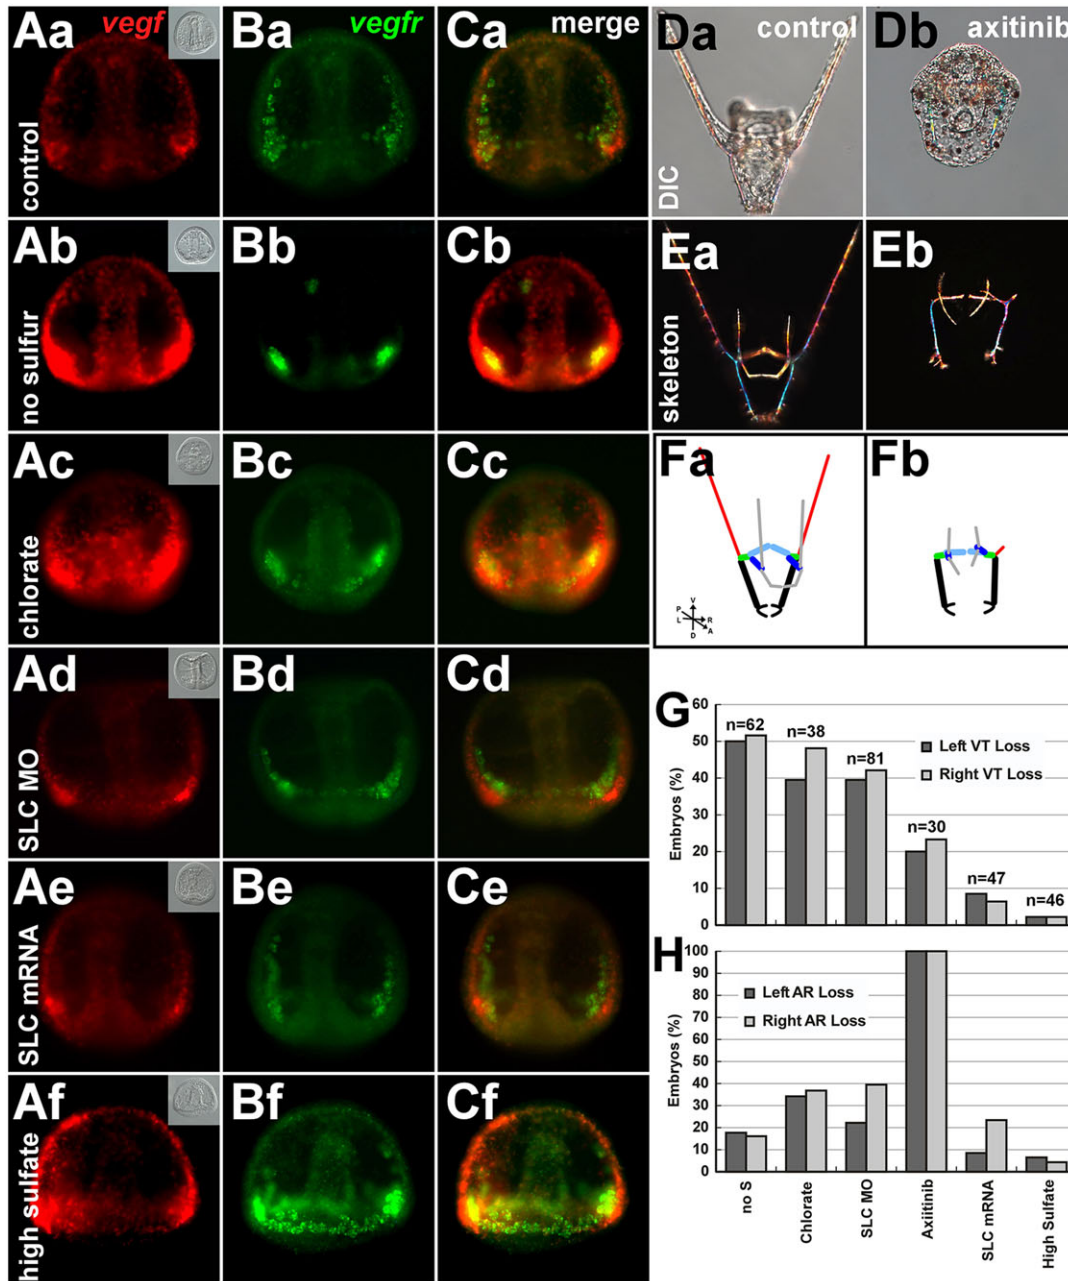 Aa vegf Ba vegfr Ca merge Da control Db axitinib
control DIC
Ab Bb Cb Ea Eb
no sulfur skeleton
Ac Bc Cc Fa Fb
chlorate
V
P
L R
A
D
Ad Bd Cd
SLC MO
G
60
50
40
30
20
10
0
Embryos (%)
n=62 n=38 n=81 n=30 n=47 n=46
Left VT Loss
Right VT Loss
Ae Be Ce
SLC mRNA
H
100
90
80
70
60
50
40
30
20
10
0
Embryos (%)
Left AR Loss
Right AR Loss
Af Bf Cf
high sulfate
no S
Chlorate
SLC MO
Axiitinib
SLC mRNA
High Sulfate